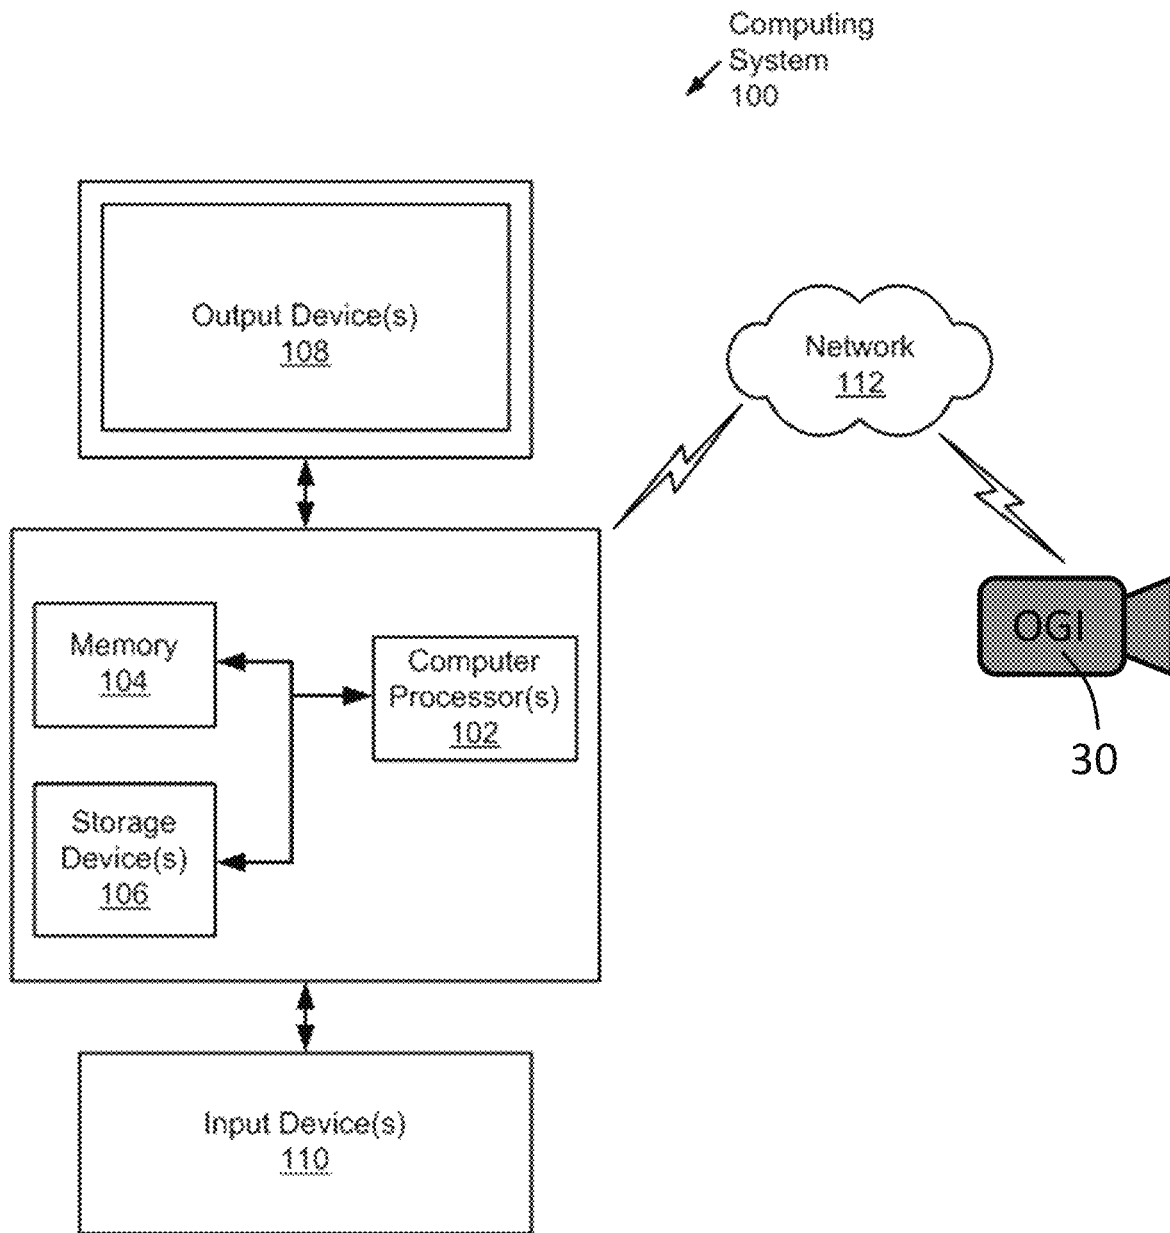 Computing
System
100
Output Device(s)
108
Network
112
OGI
30
Memory
104
Computer
Processor(s)
102
Storage
Device(s)
106
Input Device(s)
110